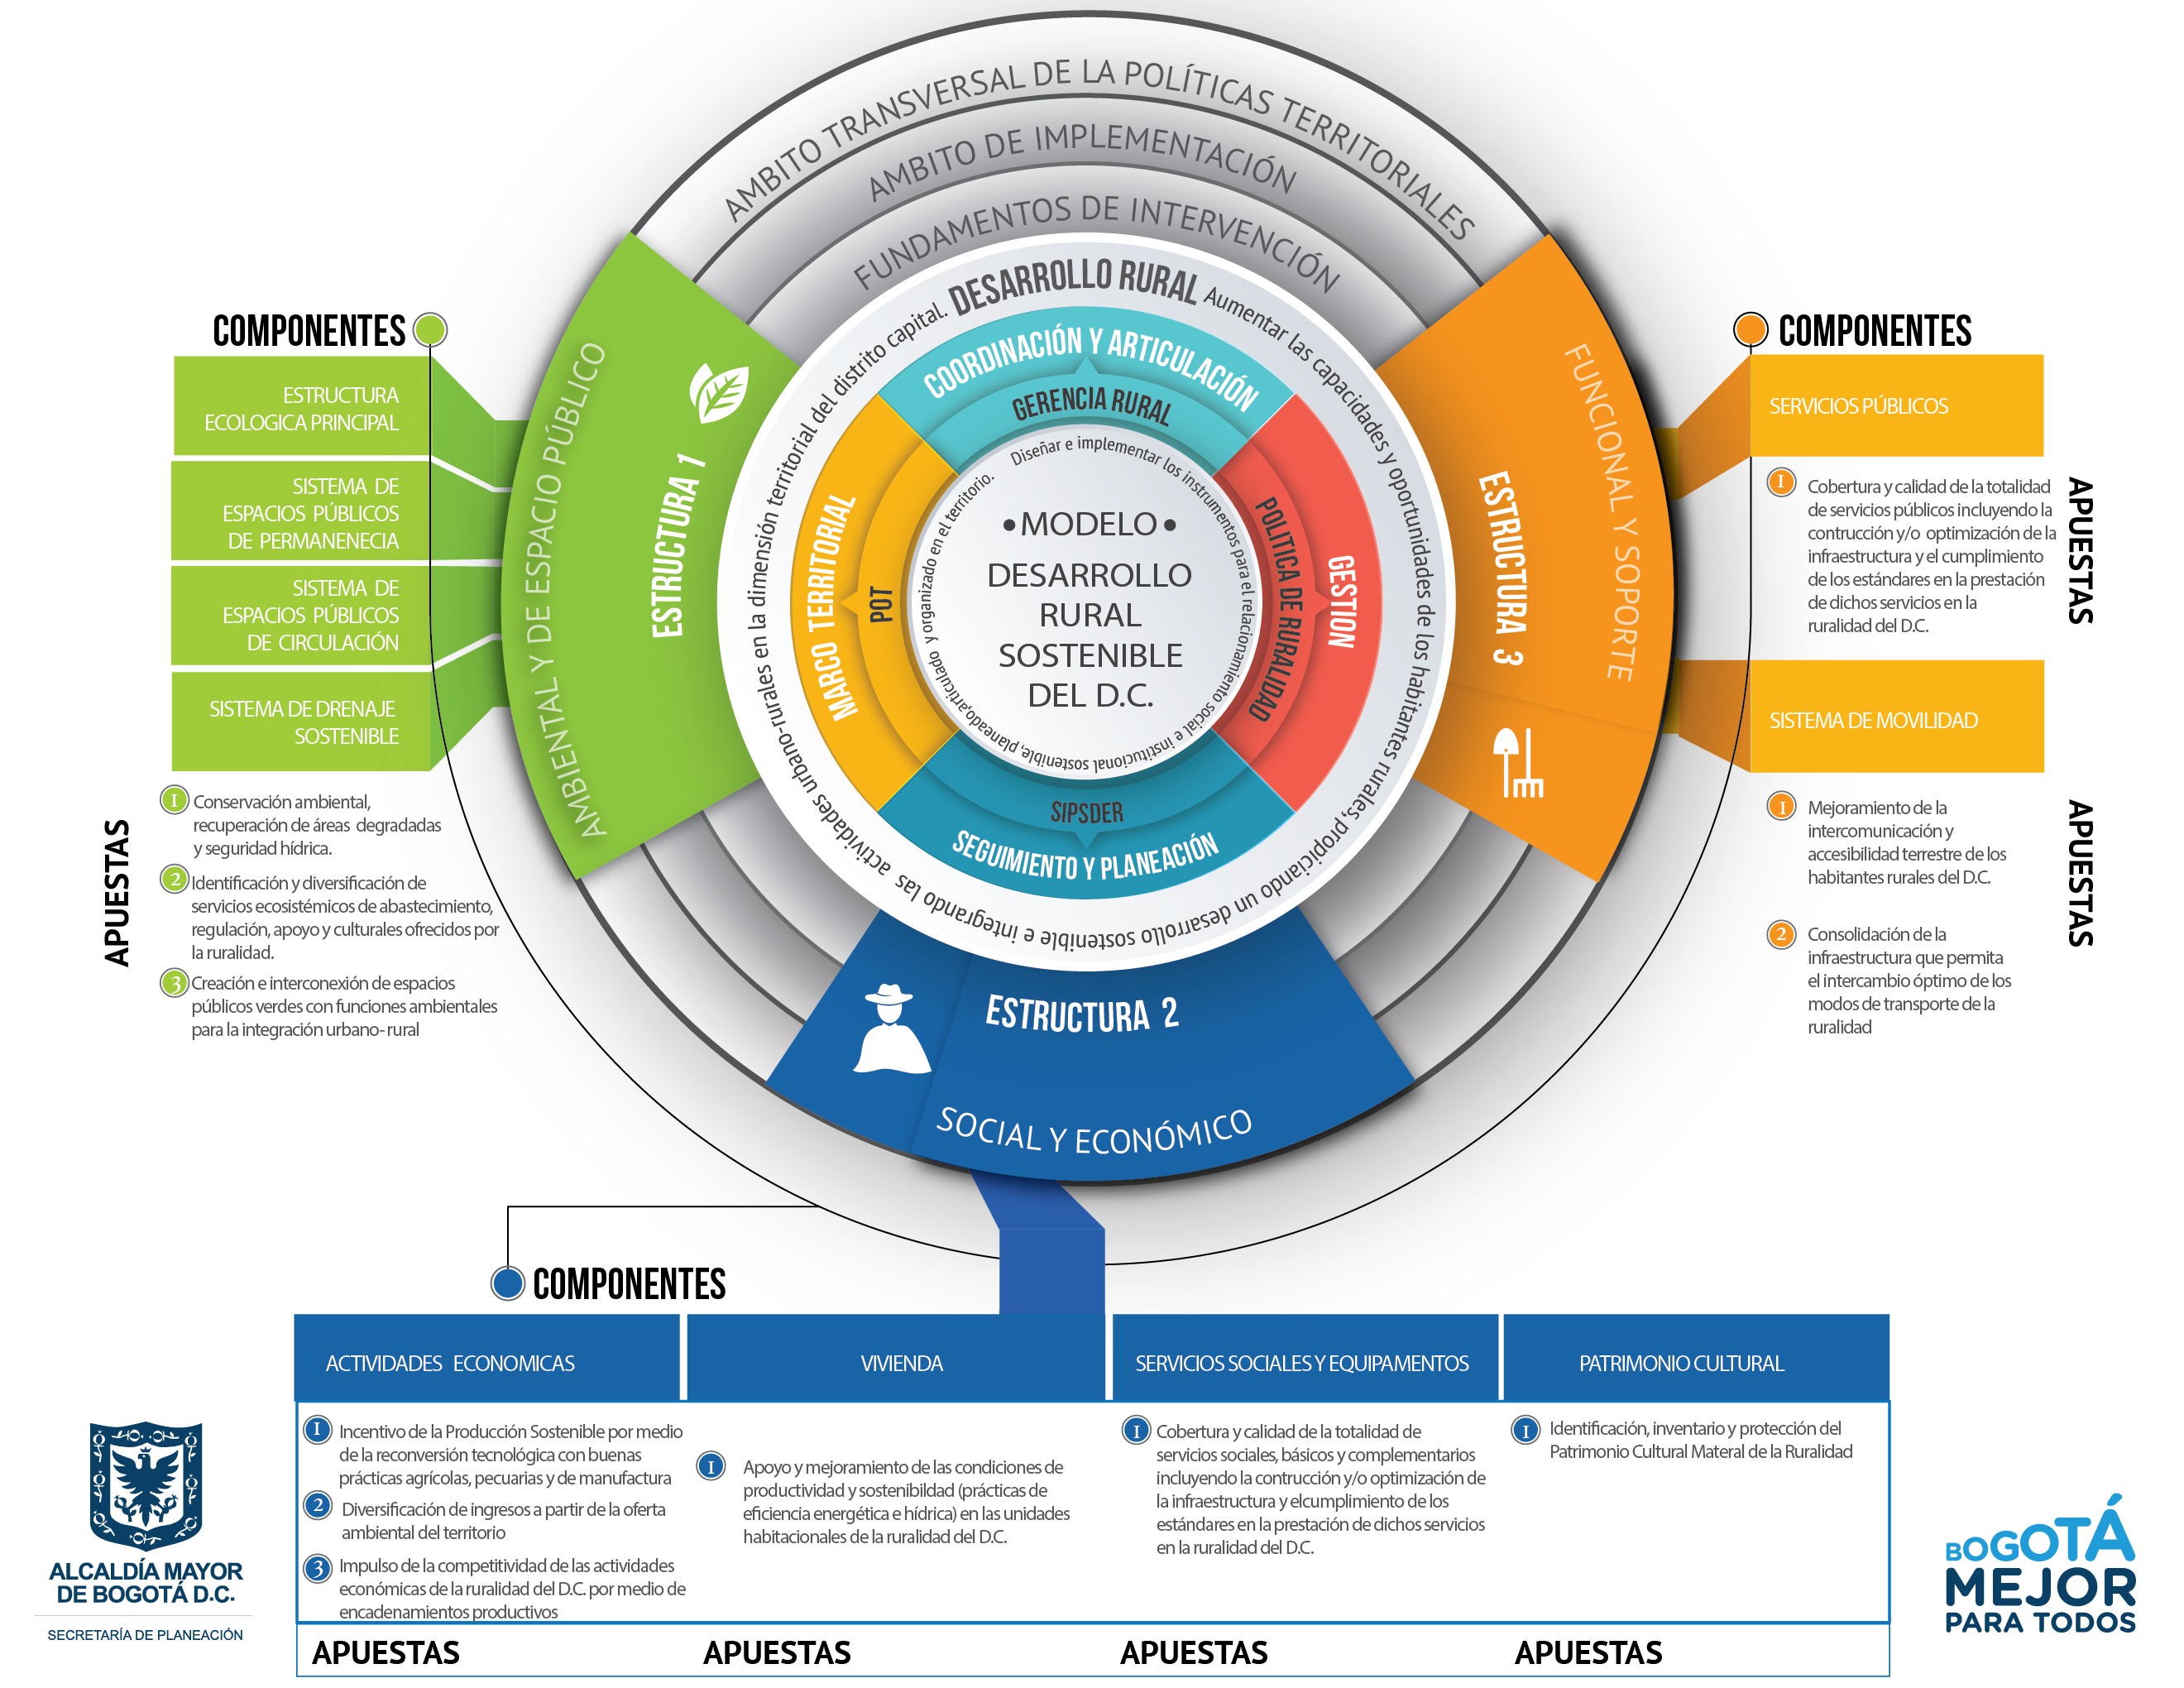 AMBITO TRANSVERSAL DE LA POLÍTICAS TERRITORIALES
AMBITO DE IMPLEMENTACIÓN
FUNDAMENTOS DE INTERVENCIÓN
DESARROLLO RURAL Aumentar las capacidades y oportunidades de los habitantes rurales, propiciando un desarrollo sostenible e integrando las actividades urbano-rurales en la dimensión territorial del distrito capital.
COORDINACIÓN Y ARTICULACIÓN
GERENCIA RURAL
GESTION
POLITICA DE RURALIDAD
SIPSDER
SEGUIMIENTO Y PLANEACIÓN
MARCO TERRITORIAL
POT
Diseñar e implementar los instrumentos para el relacionamiento social e institucional sostenible, planeado,articulado y organizado en el territorio.
• MODELO •
DESARROLLO
RURAL
SOSTENIBLE
DEL D.C.
ESTRUCTURA 1
AMBIENTAL Y DE ESPACIO PÚBLICO
COMPONENTES
ESTRUCTURA
ECOLOGICA PRINCIPAL
SISTEMA DE
ESPACIOS PÚBLICOS
DE PERMANENECIA
SISTEMA DE
ESPACIOS PÚBLICOS
DE CIRCULACIÓN
SISTEMA DE DRENAJE
SOSTENIBLE
APUESTAS
1 Conservación ambiental,
recuperación de áreas degradadas
y seguridad hídrica.
2 Identificación y diversificación de
servicios ecosistémicos de abastecimiento,
regulación, apoyo y culturales ofrecidos por
la ruralidad.
3 Creación e interconexión de espacios
públicos verdes con funciones ambientales
para la integración urbano- rural
ESTRUCTURA 3
FUNCIONAL Y SOPORTE
COMPONENTES
SERVICIOS PÚBLICOS
1 Cobertura y calidad de la totalidad
de servicios públicos incluyendo la
contrucción y/o optimización de la
infraestructura y el cumplimiento
de los estándares en la prestación
de dichos servicios en la
ruralidad del D.C.
APUESTAS
SISTEMA DE MOVILIDAD
1 Mejoramiento de la
intercomunicación y
accesibilidad terrestre de los
habitantes rurales del D.C.
2 Consolidación de la
infraestructura que permita
el intercambio óptimo de los
modos de transporte de la
ruralidad
APUESTAS
ESTRUCTURA 2
SOCIAL Y ECONÓMICO
COMPONENTES
ACTIVIDADES ECONOMICAS
1 Incentivo de la Producción Sostenible por medio
de la reconversión tecnológica con buenas
prácticas agrícolas, pecuarias y de manufactura
2 Diversificación de ingresos a partir de la oferta
ambiental del territorio
3 Impulso de la competitividad de las actividades
económicas de la ruralidad del D.C. por medio de
encadenamientos productivos
APUESTAS
VIVIENDA
1 Apoyo y mejoramiento de las condiciones de
productividad y sostenibildad (prácticas de
eficiencia energética e hídrica) en las unidades
habitacionales de la ruralidad del D.C.
APUESTAS
SERVICIOS SOCIALES Y EQUIPAMENTOS
1 Cobertura y calidad de la totalidad de
servicios sociales, básicos y complementarios
incluyendo la contrucción y/o optimización de
la infraestructura y elcumplimiento de los
estándares en la prestación de dichos servicios
en la ruralidad del D.C.
APUESTAS
PATRIMONIO CULTURAL
1 Identificación, inventario y protección del
Patrimonio Cultural Materal de la Ruralidad
APUESTAS
ALCALDÍA MAYOR
DE BOGOTÁ D.C.
SECRETARÍA DE PLANEACIÓN
BOGOTÁ
MEJOR
PARA TODOS